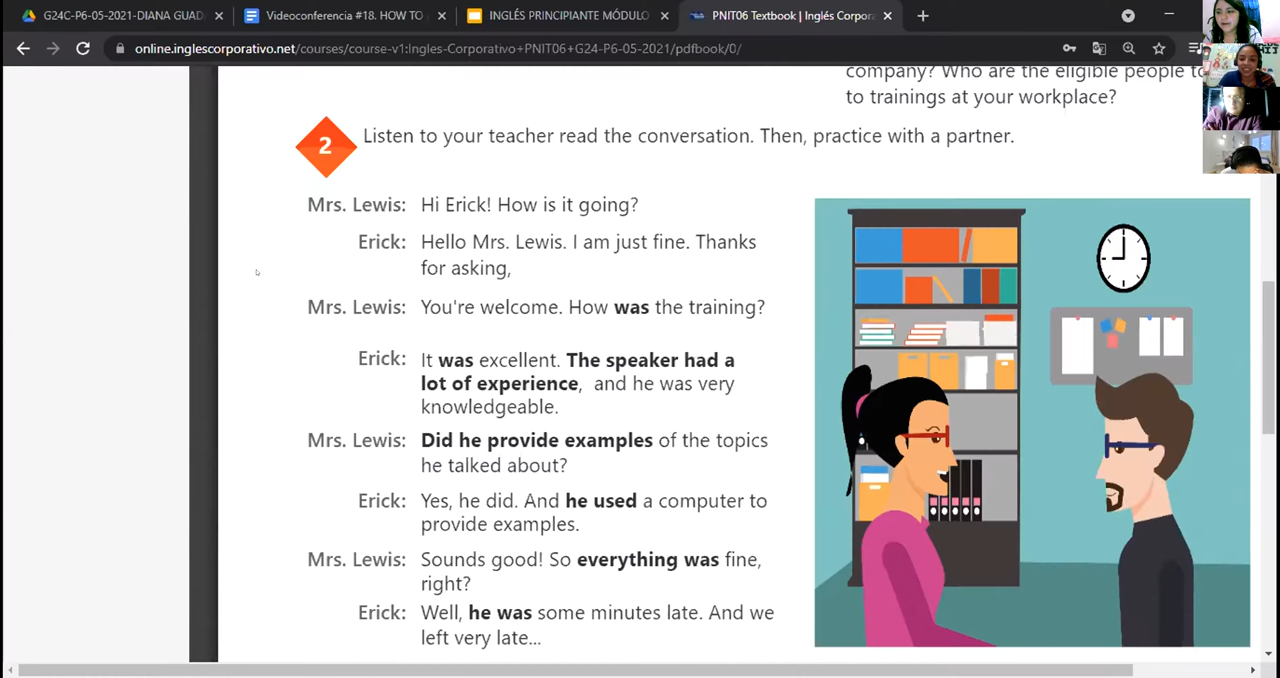 G24C-P6-05-2021-DIANA GUAD
Videoconferencia #18. HOW TO
INGLÉS PRINCIPIANTE MÓDULO
PNIT06 Textbook | Inglés Corpora
online.inglescorporativo.net/courses/course-v1:Ingles-Corporativo+PNIT06+G24-P6-05-2021/pdfbook/0/
company? Who are the eligible people to
to trainings at your workplace?
2
Listen to your teacher read the conversation. Then, practice with a partner.
Mrs. Lewis: Hi Erick! How is it going?
Erick: Hello Mrs. Lewis. I am just fine. Thanks
for asking,
Mrs. Lewis: You're welcome. How was the training?
Erick: It was excellent. The speaker had a
lot of experience, and he was very
knowledgeable.
Mrs. Lewis: Did he provide examples of the topics
he talked about?
Erick: Yes, he did. And he used a computer to
provide examples.
Mrs. Lewis: Sounds good! So everything was fine,
right?
Erick: Well, he was some minutes late. And we
left very late...